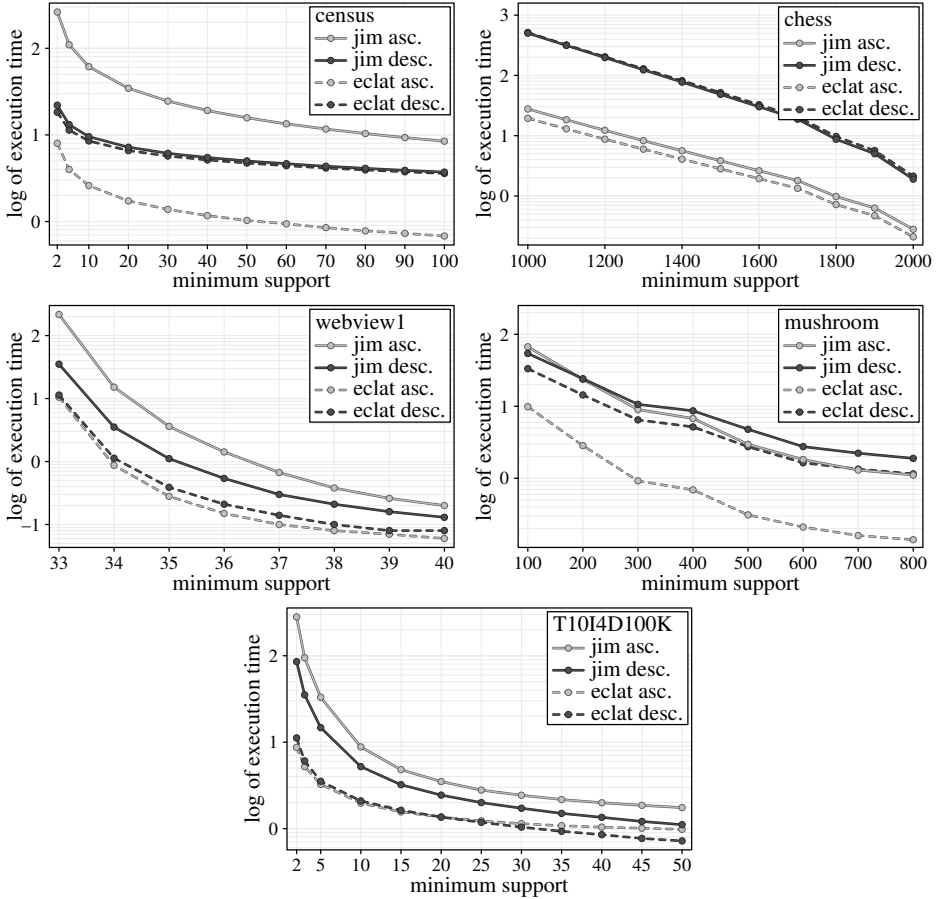 census
jim asc.
jim desc.
eclat asc.
eclat desc.
log of execution time
2
1
0
2 10 20 30 40 50 60 70 80 90 100
minimum support
chess
jim asc.
jim desc.
eclat asc.
eclat desc.
log of execution time
3
2
1
0
1000 1200 1400 1600 1800 2000
minimum support
webview1
jim asc.
jim desc.
eclat asc.
eclat desc.
log of execution time
2
1
0
−1
33 34 35 36 37 38 39 40
minimum support
mushroom
jim asc.
jim desc.
eclat asc.
eclat desc.
log of execution time
2
1
0
100 200 300 400 500 600 700 800
minimum support
T10I4D100K
jim asc.
jim desc.
eclat asc.
eclat desc.
log of execution time
2
1
0
2 5 10 15 20 25 30 35 40 45 50
minimum support